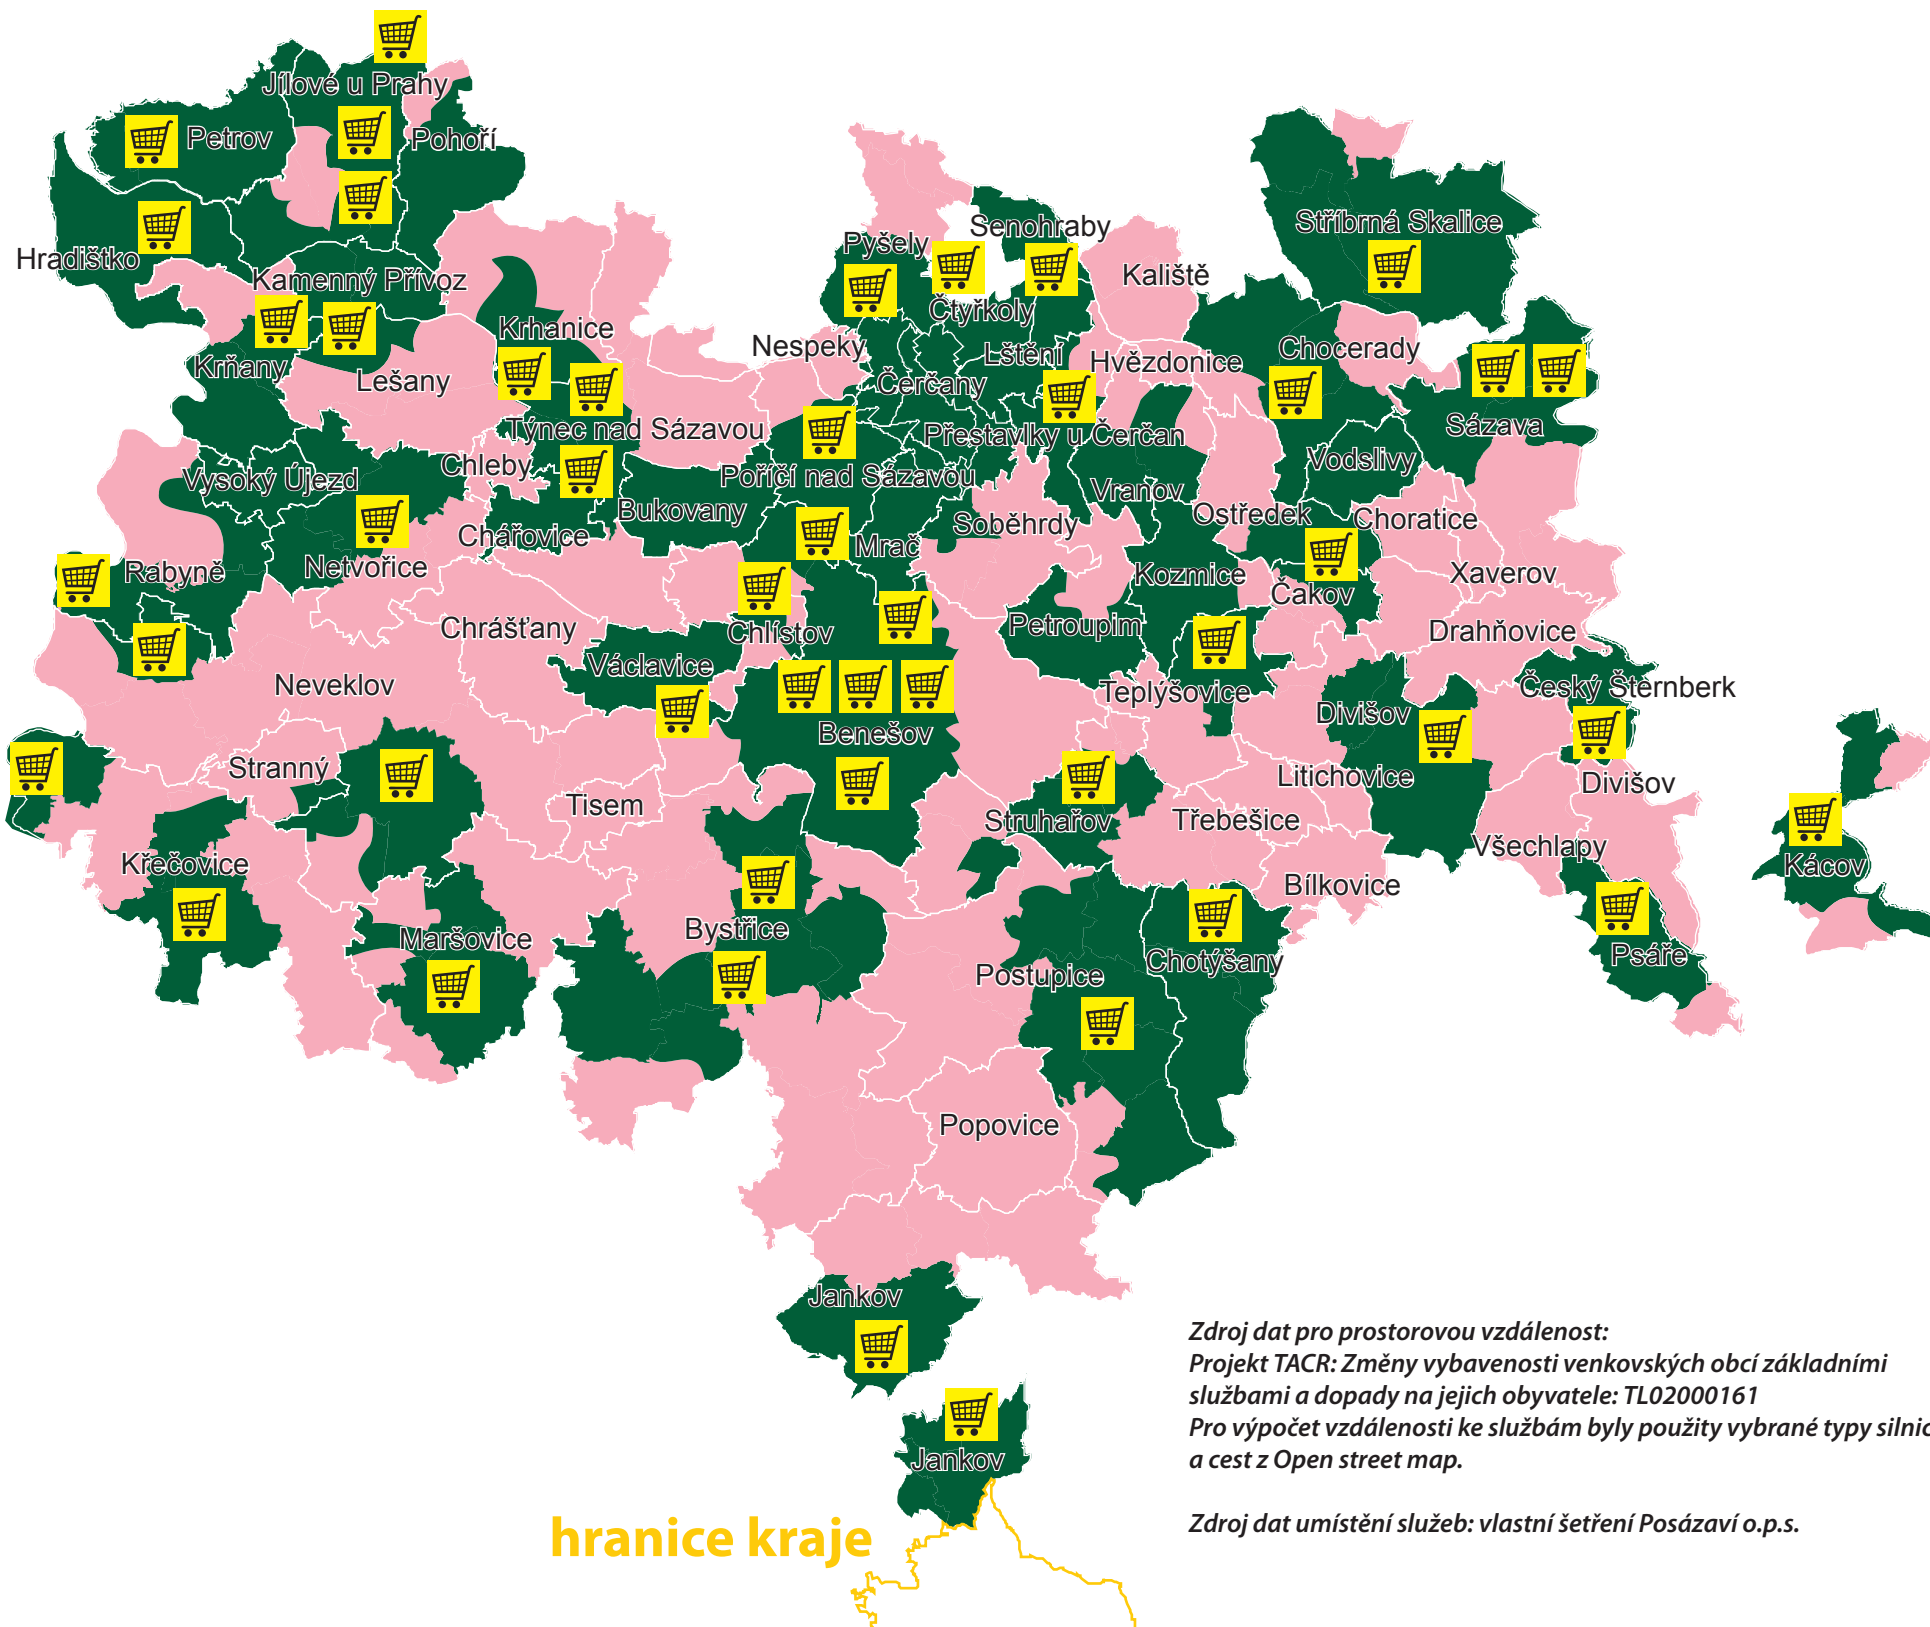 Jílové u Prahy
Petrov
Pohoří
Senohraby
Stříbrná Skalice
Pyšely
Hradištko
Kamenný Přívoz
Kaliště
Čtyřkoly
Krhanice
Nespeky
Lštění
Hvězdonice
Chocerady
Krňany
Lešany
Čerčany
Týnec nad Sázavou
Přestavlky u Čerčan
Sázava
Chleby
Vodslivy
Vysoký Újezd
Poříčí nad Sázavou
Vranov
Bukovany
Ostředek
Choratice
Chářovice
Soběhrdy
Mrač
Rabyně
Netvořice
Kozmice
Xaverov
Čakov
Chrášťany
Chlístov
Petroupim
Drahňovice
Václavice
Neveklov
Teplýšovice
Český Šternberk
Divišov
Benešov
Stranný
Litichovice
Divišov
Tisem
Struhařov
Třebešice
Všechlapy
Křečovice
Kácov
Bílkovice
Bystřice
Maršovice
Psáře
Chotýšany
Postupice
Popovice
Jankov
Jankov
hranice kraje
Zdroj dat pro prostorovou vzdálenost:
Projekt TACR: Změny vybavenosti venkovských obcí základními
službami a dopady na jejich obyvatele: TL02000161
Pro výpočet vzdálenosti ke službám byly použity vybrané typy silnic
a cest z Open street map.
Zdroj dat umístění služeb: vlastní šetření Posázaví o.p.s.